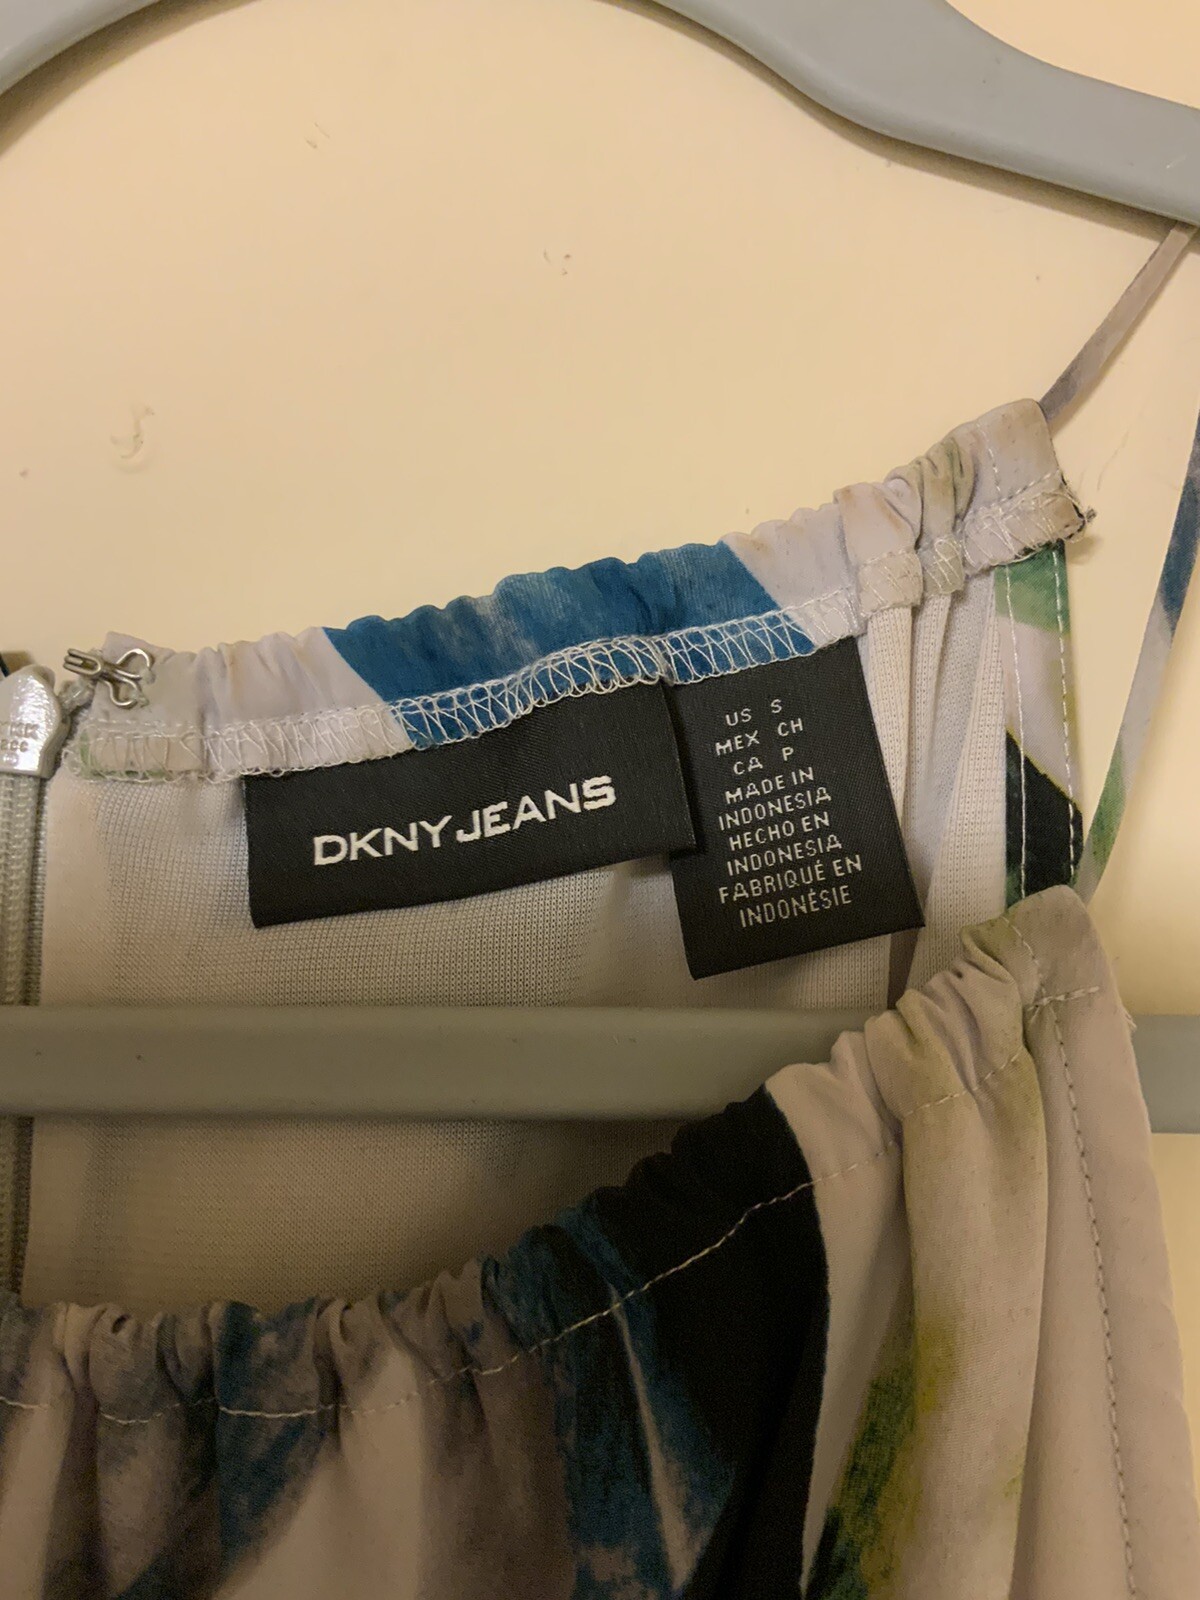 DKNY JEANS
US S
MEX CH
CA P
MADE IN
INDONESIA
HECHO EN
INDONESIA
FABRIQUÉ EN
INDONÉSIE